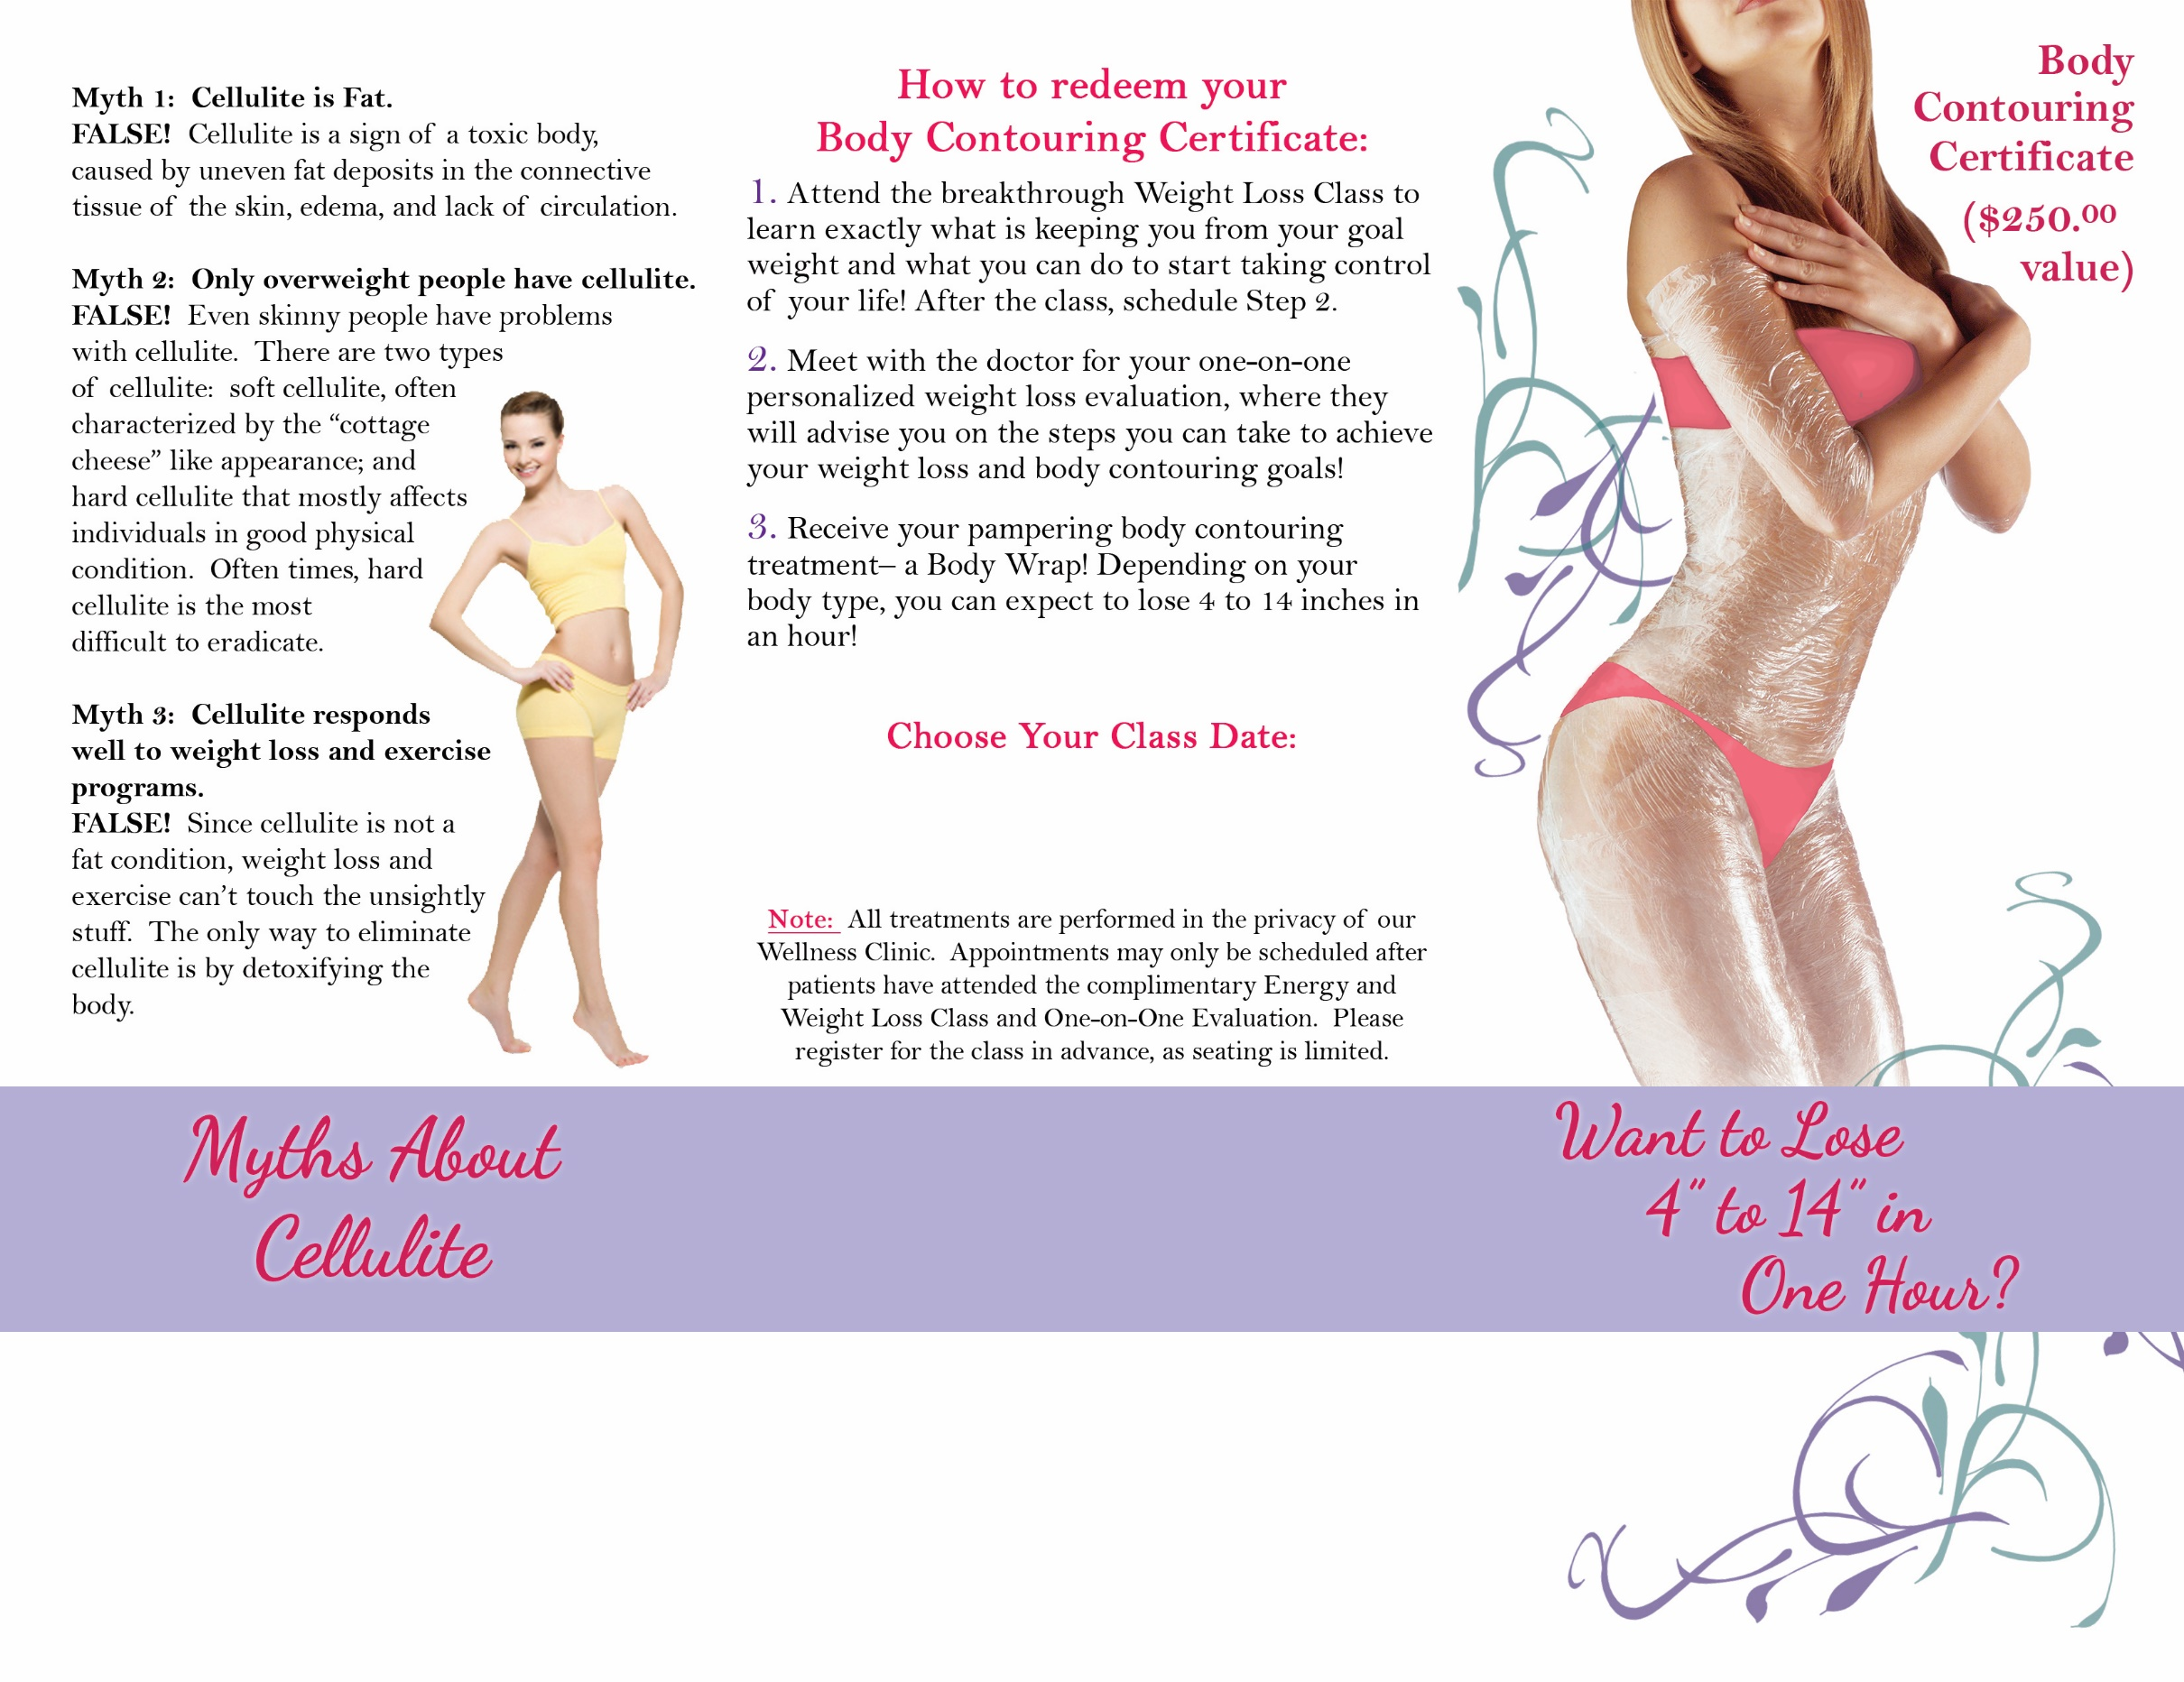 Myth 1:  Cellulite is Fat.
FALSE!  Cellulite is a sign of a toxic body,
caused by uneven fat deposits in the connective
tissue of the skin, edema, and lack of circulation.
Myth 2:  Only overweight people have cellulite.
FALSE!  Even skinny people have problems
with cellulite.  There are two types
of cellulite:  soft cellulite, often
characterized by the “cottage
cheese” like appearance; and
hard cellulite that mostly affects
individuals in good physical
condition.  Often times, hard
cellulite is the most
difficult to eradicate.
Myth 3:  Cellulite responds
well to weight loss and exercise
programs.
FALSE!  Since cellulite is not a
fat condition, weight loss and
exercise can’t touch the unsightly
stuff.  The only way to eliminate
cellulite is by detoxifying the
body.
Myths About
Cellulite
How to redeem your
Body Contouring Certificate:
1. Attend the breakthrough Weight Loss Class to
learn exactly what is keeping you from your goal
weight and what you can do to start taking control
of your life! After the class, schedule Step 2.
2. Meet with the doctor for your one-on-one
personalized weight loss evaluation, where they
will advise you on the steps you can take to achieve
your weight loss and body contouring goals!
3. Receive your pampering body contouring
treatment– a Body Wrap! Depending on your
body type, you can expect to lose 4 to 14 inches in
an hour!
Choose Your Class Date:
Note:  All treatments are performed in the privacy of our
Wellness Clinic.  Appointments may only be scheduled after
patients have attended the complimentary Energy and
Weight Loss Class and One-on-One Evaluation.  Please
register for the class in advance, as seating is limited.
Body
Contouring
Certificate
($250.00
value)
Want to Lose
4” to 14” in
One Hour?